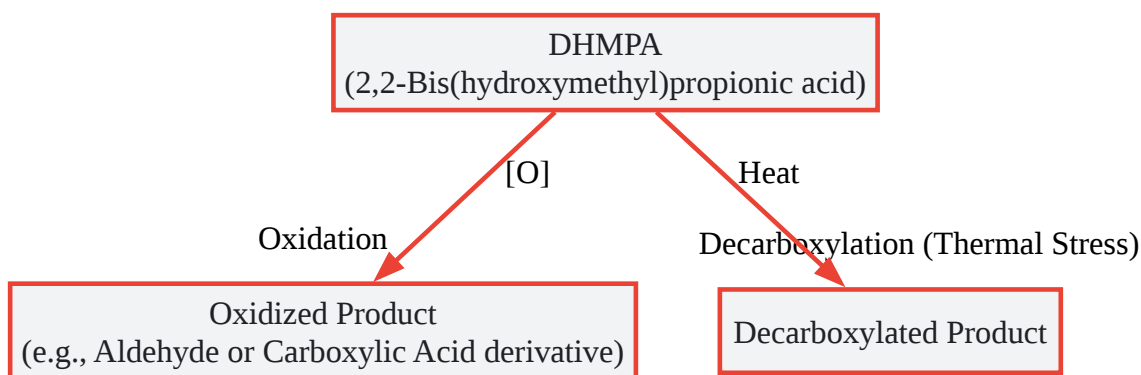 DHMPA
(2,2-Bis(hydroxymethyl)propionic acid)
[O]
Heat
Oxidation
Decarboxylation (Thermal Stress)
Oxidized Product
(e.g., Aldehyde or Carboxylic Acid derivative)
Decarboxylated Product